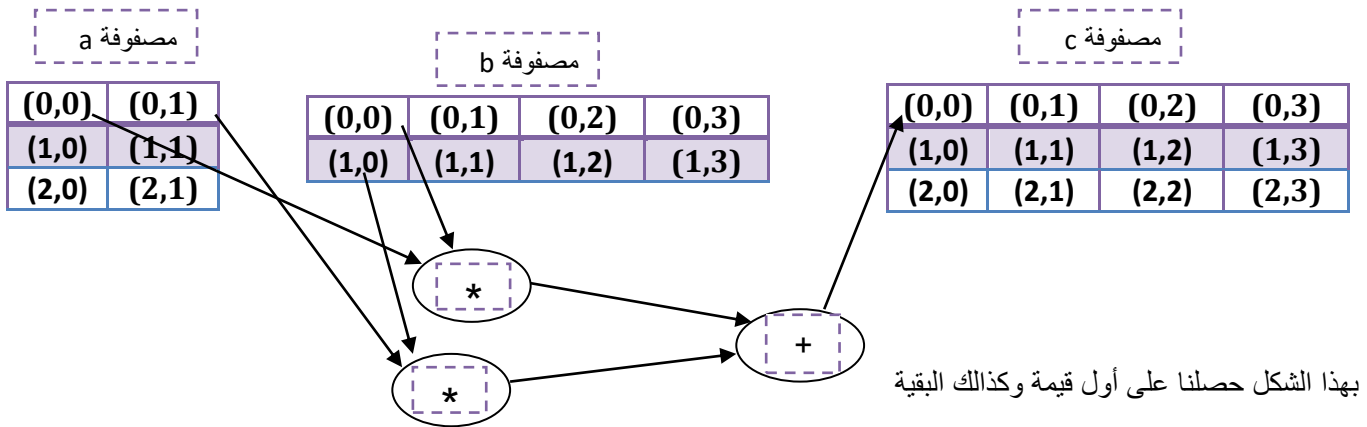 مصفوفة a
(0,0) (0,1)
(1,0) (1,1)
(2,0) (2,1)
مصفوفة b
(0,0) (0,1) (0,2) (0,3)
(1,0) (1,1) (1,2) (1,3)
مصفوفة c
(0,0) (0,1) (0,2) (0,3)
(1,0) (1,1) (1,2) (1,3)
(2,0) (2,1) (2,2) (2,3)
*
*
+
بهذا الشكل حصلنا على أول قيمة وكذالك البقية